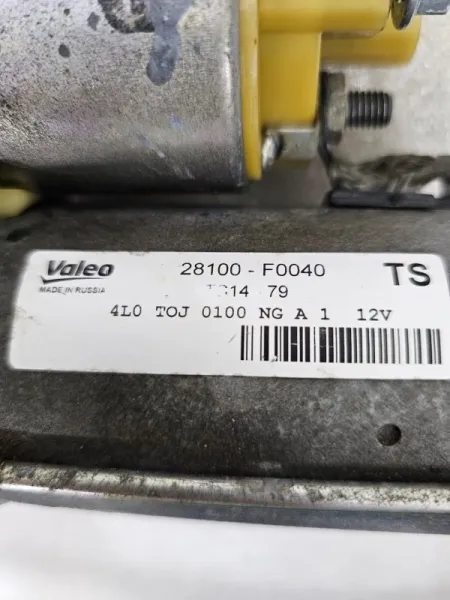 Valeo
MADE IN RUSSIA
28100 - F0040
TS
79
4L0 TOJ 0100 NG A 1 12V